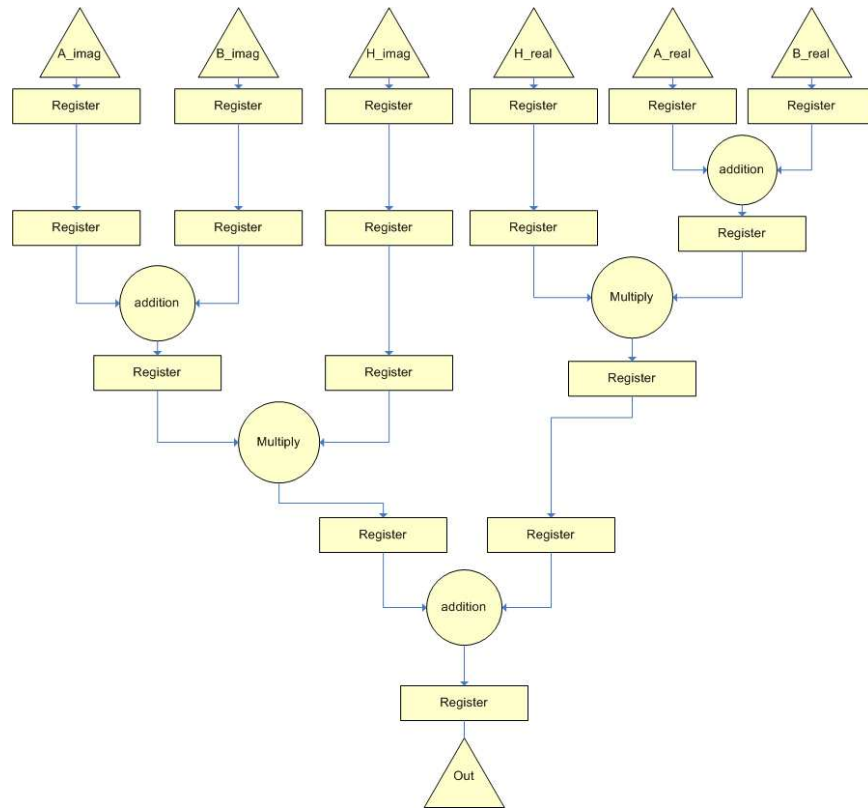 A_imag
B_imag
H_imag
H_real
A_real
B_real
Register
Register
Register
Register
Register
Register
addition
Register
Register
Register
Register
Register
addition
Multiply
Register
Register
Register
Multiply
Register
Register
addition
Register
Out